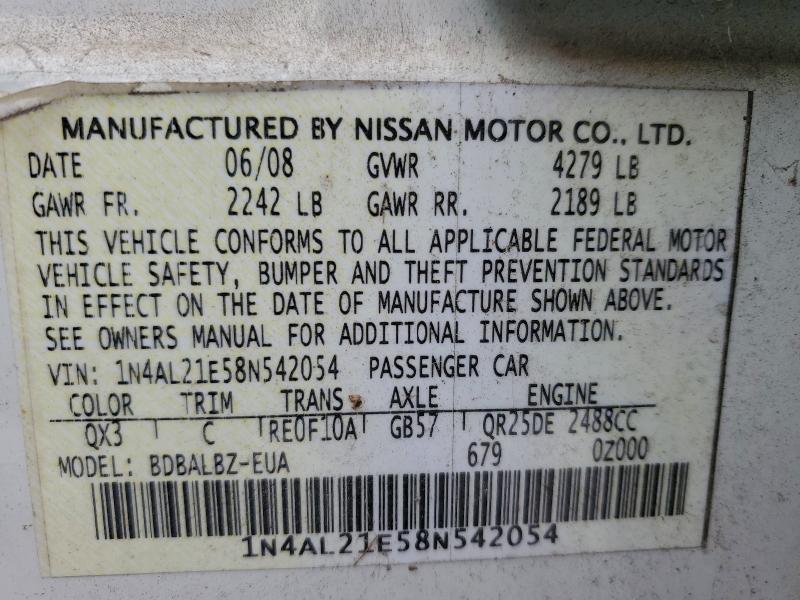 MANUFACTURED BY NISSAN MOTOR CO., LTD.
DATE 06/08 GVWR 4279 LB
GAWR FR. 2242 LB GAWR RR. 2189 LB
THIS VEHICLE CONFORMS TO ALL APPLICABLE FEDERAL MOTOR
VEHICLE SAFETY, BUMPER AND THEFT PREVENTION STANDARDS
IN EFFECT ON THE DATE OF MANUFACTURE SHOWN ABOVE.
SEE OWNERS MANUAL FOR ADDITIONAL INFORMATION.
VIN: 1N4AL21E58N542054 PASSENGER CAR
COLOR TRIM TRANS AXLE ENGINE
QX3 C RE0F10A GB57 QR25DE 2488CC
MODEL: BDBALBZ-EUA 679 0Z000
1N4AL21E58N542054